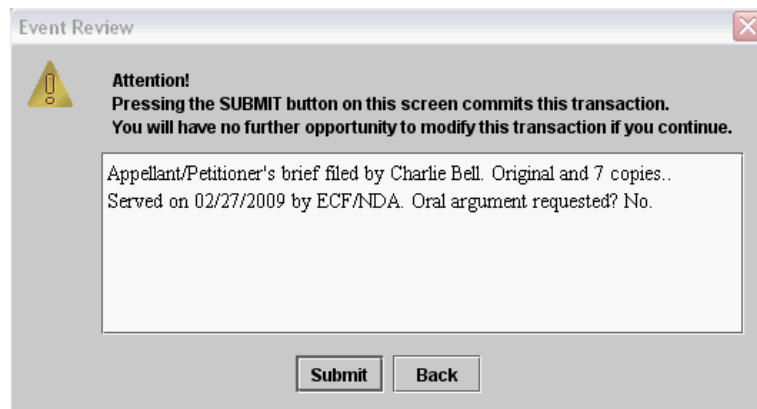 Event Review
Attention!
Pressing the SUBMIT button on this screen commits this transaction.
You will have no further opportunity to modify this transaction if you continue.
Appellant/Petitioner's brief filed by Charlie Bell. Original and 7 copies..
Served on 02/27/2009 by ECF/NDA. Oral argument requested? No.
Submit Back